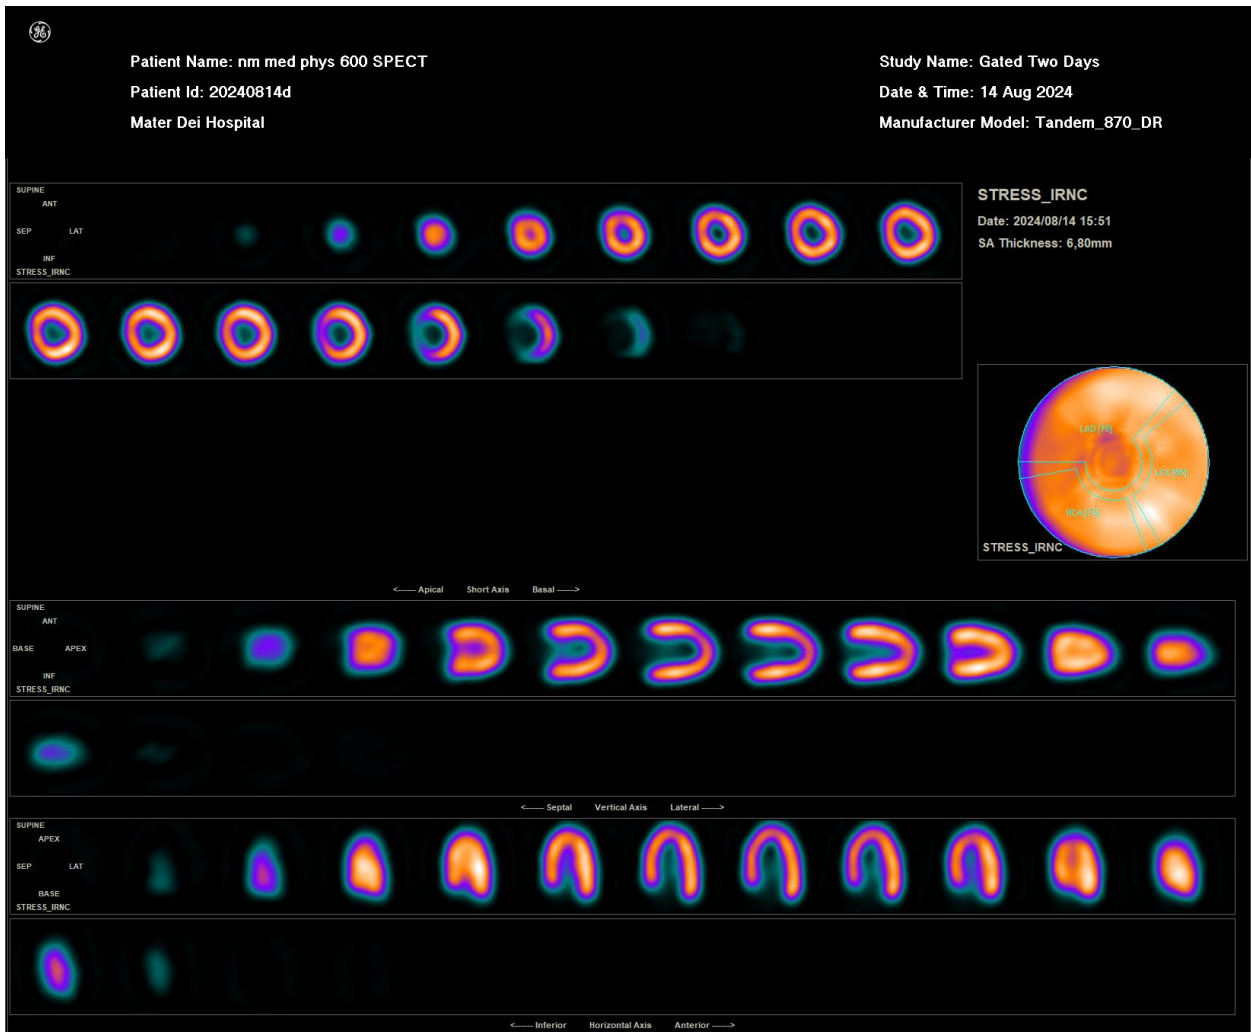 Patient Name: nm med phys 600 SPECT
Study Name: Gated Two Days
Patient Id: 20240814d
Date & Time: 14 Aug 2024
Mater Dei Hospital
Manufacturer Model: Tandem_870_DR
SUPINE
ANT
SEP LAT
INF
STRESS_IRNC
STRESS_IRNC
Date: 2024/08/14 15:51
SA Thickness: 6,80mm
LAD (76)
LCX
RCA
STRESS_IRNC
<------ Apical Short Axis Basal ------>
SUPINE
ANT
BASE APEX
INF
STRESS_IRNC
<------ Septal Vertical Axis Lateral ------>
SUPINE
APEX
SEP LAT
BASE
STRESS_IRNC
<------ Inferior Horizontal Axis Anterior ------>